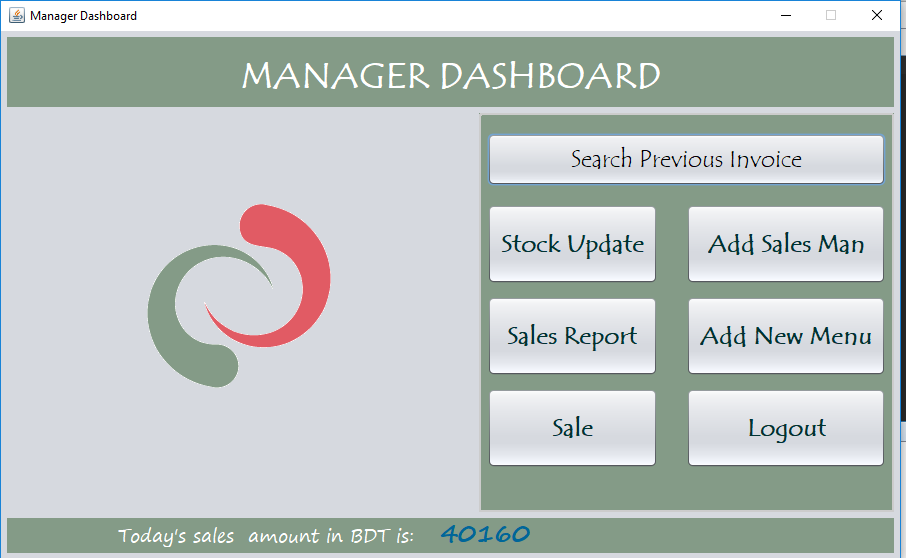 Manager Dashboard
MANAGER DASHBOARD
Search Previous Invoice
Stock Update
Add Sales Man
Sales Report
Add New Menu
Sale
Logout
Today's sales amount in BDT is: 40160